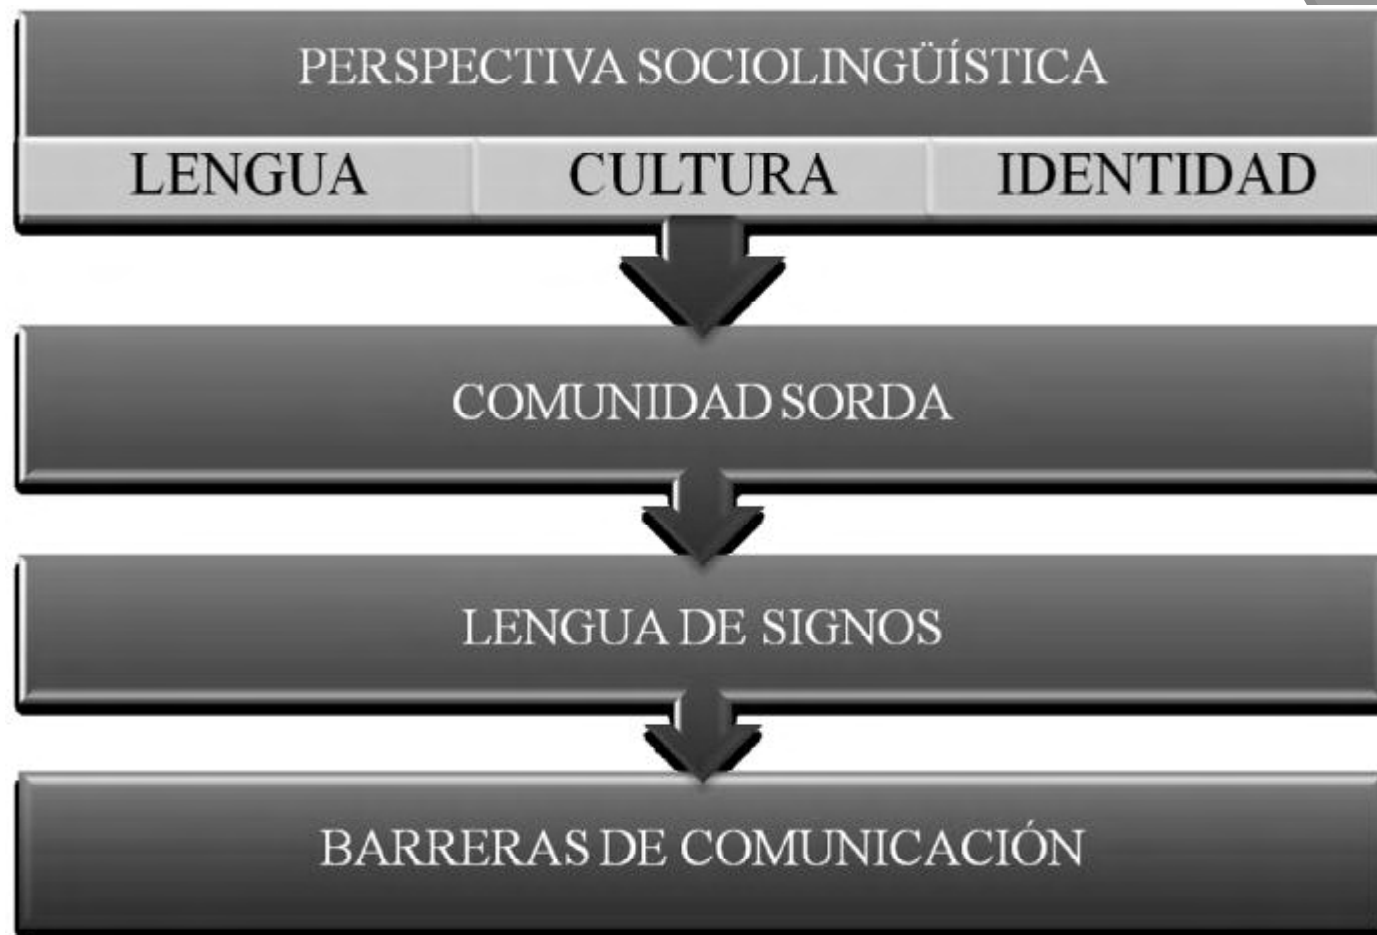 PERSPECTIVA SOCIOLINGÜÍSTICA
LENGUA CULTURA IDENTIDAD
COMUNIDAD SORDA
LENGUA DE SIGNOS
BARRERAS DE COMUNICACIÓN